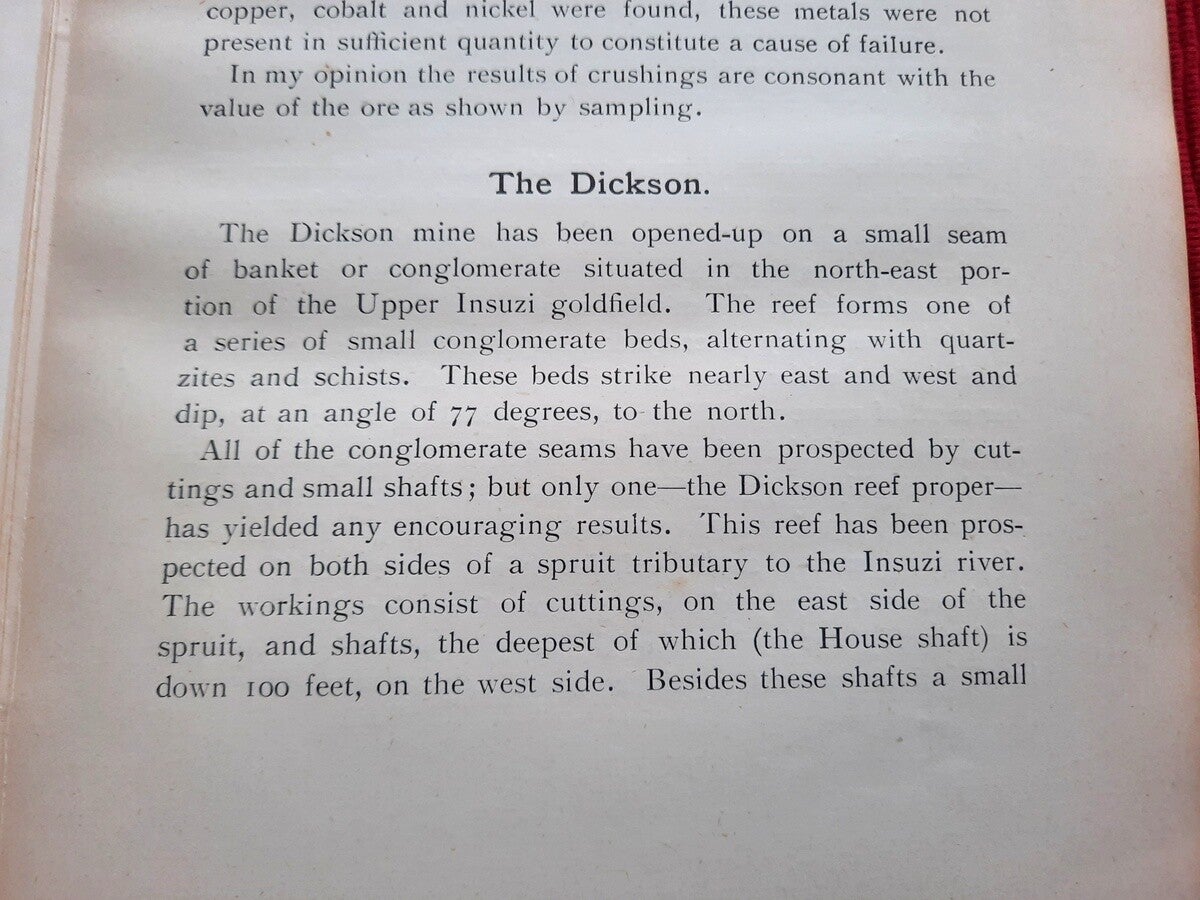 copper, cobalt and nickel were found, these metals were not
present in sufficient quantity to constitute a cause of failure.
In my opinion the results of crushings are consonant with the
value of the ore as shown by sampling.
The Dickson.
The Dickson mine has been opened-up on a small seam
of banket or conglomerate situated in the north-east por-
tion of the Upper Insuzi goldfield. The reef forms one of
a series of small conglomerate beds, alternating with quart-
zites and schists. These beds strike nearly east and west and
dip, at an angle of 77 degrees, to the north.
All of the conglomerate seams have been prospected by cut-
tings and small shafts; but only one—the Dickson reef proper—
has yielded any encouraging results. This reef has been pros-
pected on both sides of a spruit tributary to the Insuzi river.
The workings consist of cuttings, on the east side of the
spruit, and shafts, the deepest of which (the House shaft) is
down 100 feet, on the west side. Besides these shafts a small